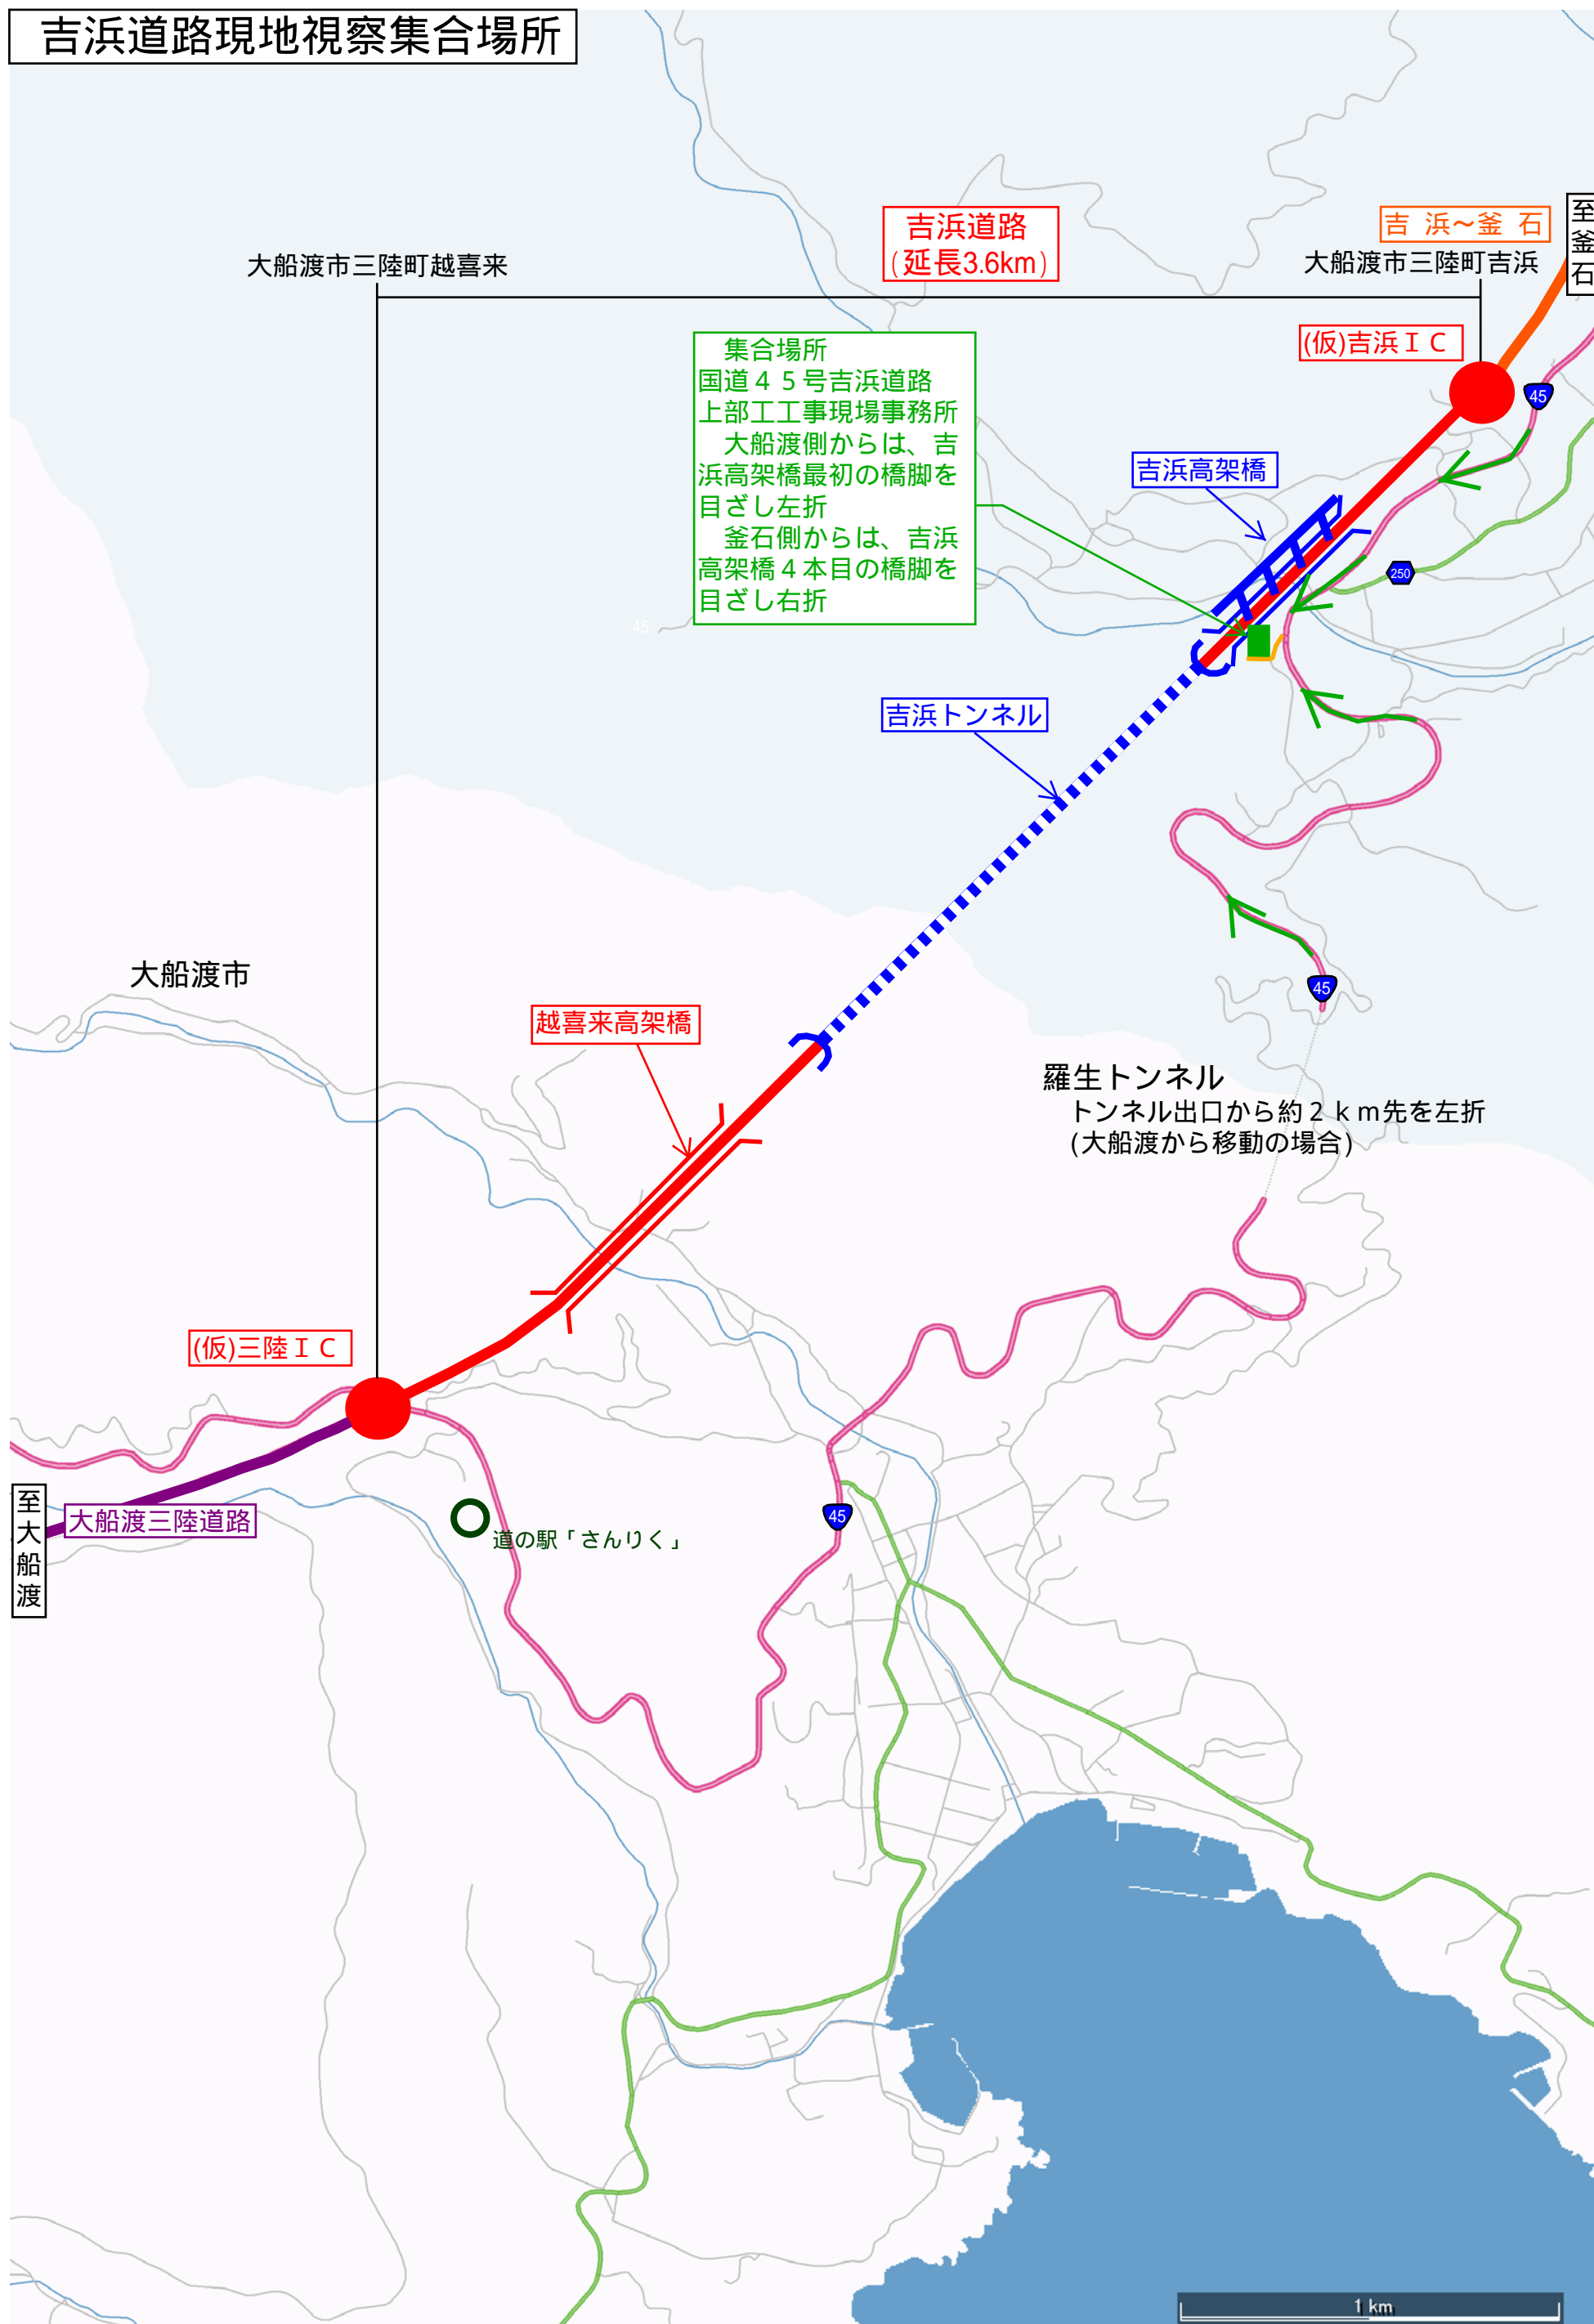 吉浜道路現地視察集合場所
吉浜道路
(延長3.6km)
吉 浜～釜 石
至釜石
大船渡市三陸町越喜来
大船渡市三陸町吉浜
(仮)吉浜ＩＣ
集合場所
国道４５号吉浜道路
上部工工事現場事務所
大船渡側からは、吉
浜高架橋最初の橋脚を
目ざし左折
釜石側からは、吉浜
高架橋４本目の橋脚を
目ざし右折
45
吉浜高架橋
250
45
吉浜トンネル
大船渡市
45
越喜来高架橋
羅生トンネル
トンネル出口から約２ｋｍ先を左折
(大船渡から移動の場合)
(仮)三陸ＩＣ
至大船渡
大船渡三陸道路
道の駅「さんりく」
45
1 km